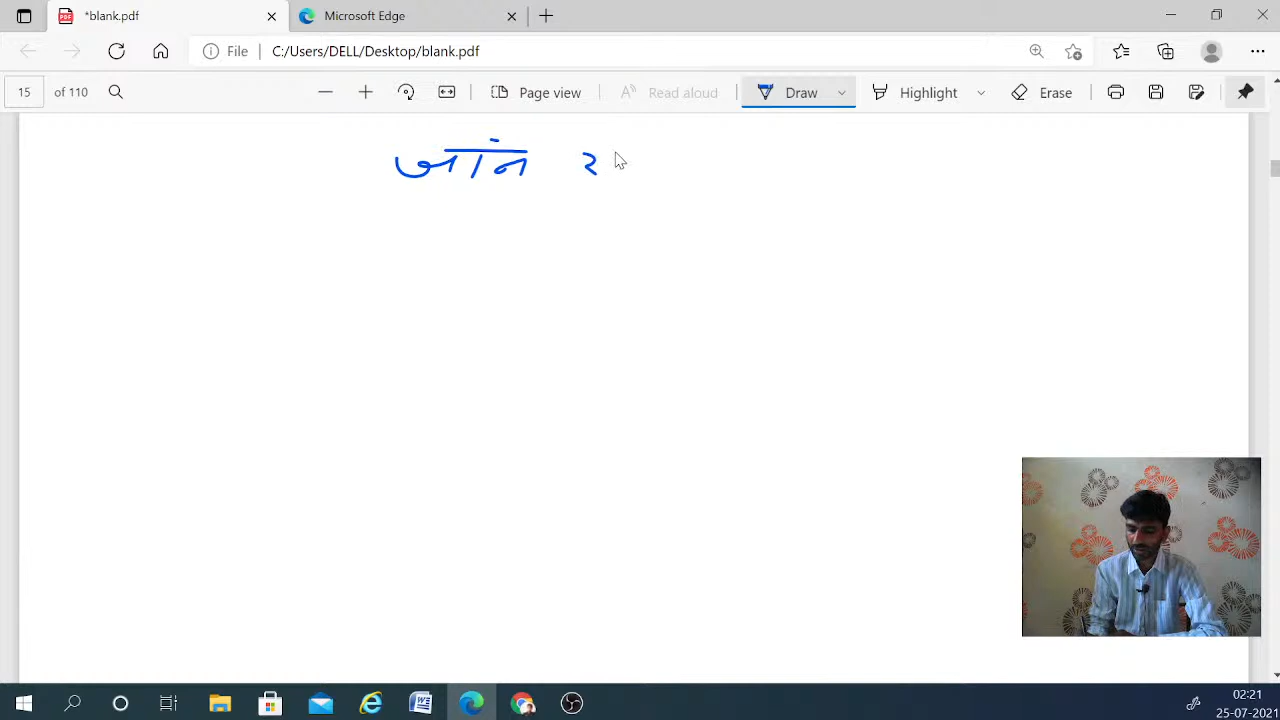 *blank.pdf
Microsoft Edge
File C:/Users/DELL/Desktop/blank.pdf
15 of 110 Page view Read aloud Draw Highlight Erase
जांन २
02:21
25-07-2021